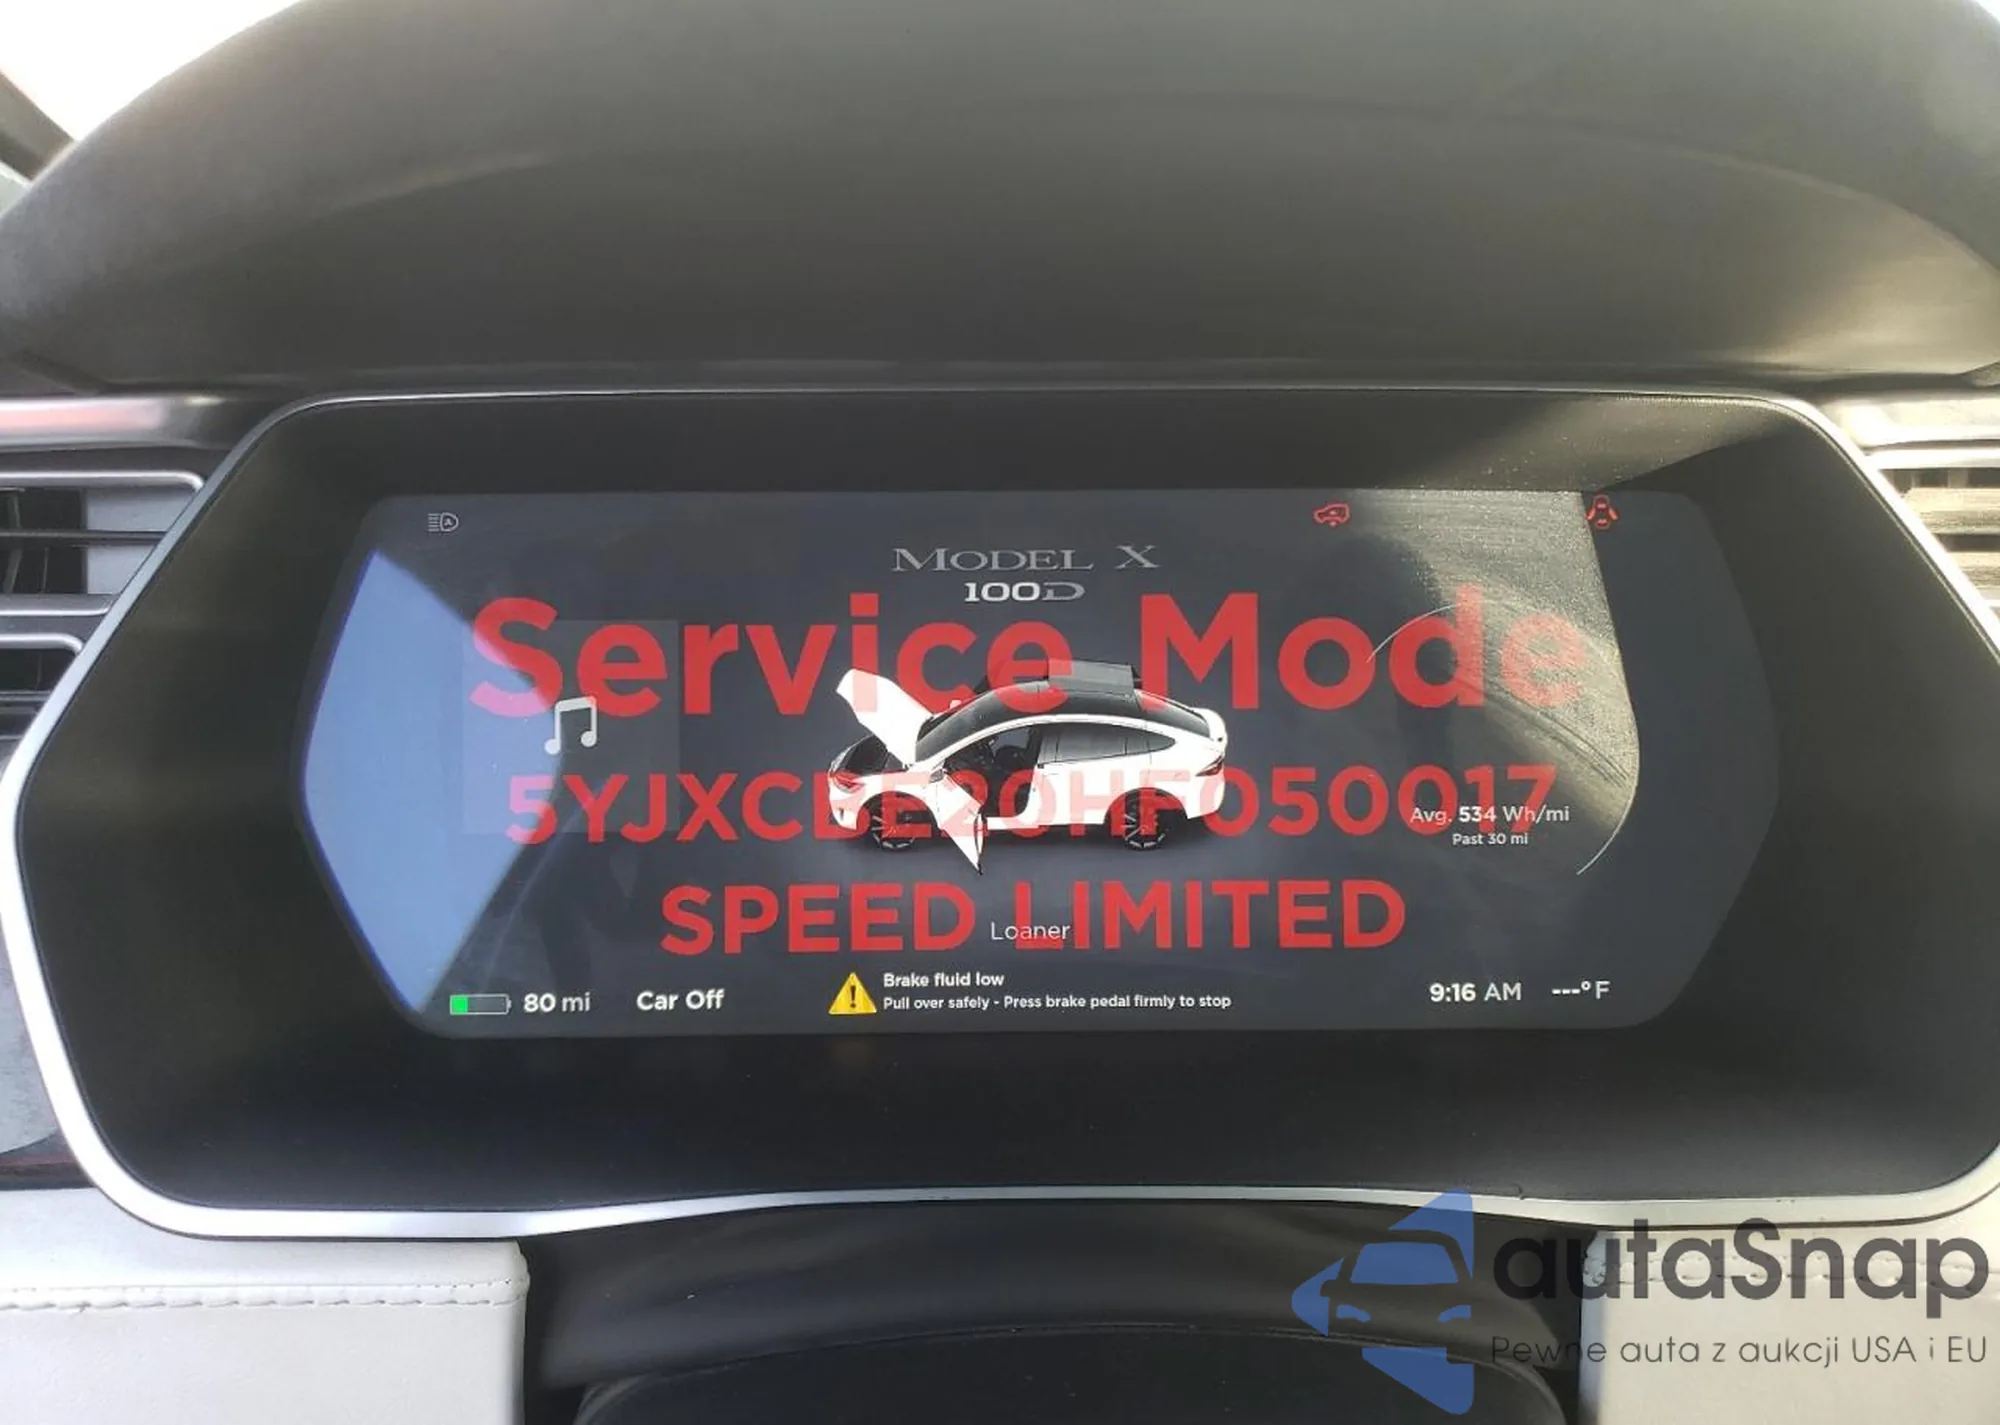 MODEL X
100D
Service Mode
5YJXCBE20HF050017
Avg. 534 Wh/mi
Past 30 mi
SPEED LIMITED
Loaner
80 mi
Car Off
Brake fluid low
Pull over safely - Press brake pedal firmly to stop
9:16 AM
---°F
autaSnap
Pewne auta z aukcji USA i EU